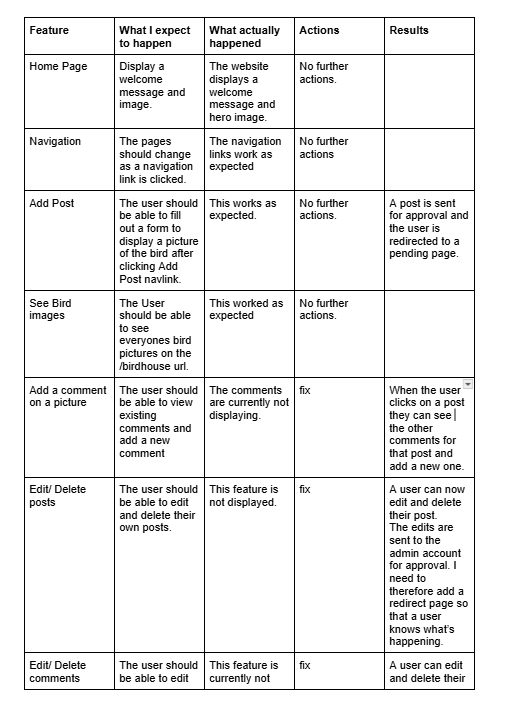 Feature
What I expect
to happen
What actually
happened
Actions
Results
Home Page
Display a
welcome
message and
image.
The website
displays a
welcome
message and
hero image.
No further
actions.
Navigation
The pages
should change
as a navigation
link is clicked.
The navigation
links work as
expected
No further
actions
Add Post
The user should
be able to fill
out a form to
display a picture
of the bird after
clicking Add
Post navlink.
This works as
expected.
No further
actions.
A post is sent
for approval and
the user is
redirected to a
pending page.
See Bird
images
The User
should be able
to see
everyones bird
pictures on the
/birdhouse url.
This worked as
expected
No further
actions.
Add a comment
on a picture
The user should
be able to view
existing
comments and
add a new
comment
The comments
are currently not
displaying.
fix
When the user
clicks on a post
they can see
the other
comments for
that post and
add a new one.
Edit/ Delete
posts
The user should
be able to edit
and delete their
own posts.
This feature is
not displayed.
fix
A user can now
edit and delete
their post.
The edits are
sent to the
admin account
for approval. I
need to
therefore add a
redirect page so
that a user
knows what's
happening.
Edit/ Delete
comments
The user should
be able to edit
This feature is
currently not
fix
A user can edit
and delete their